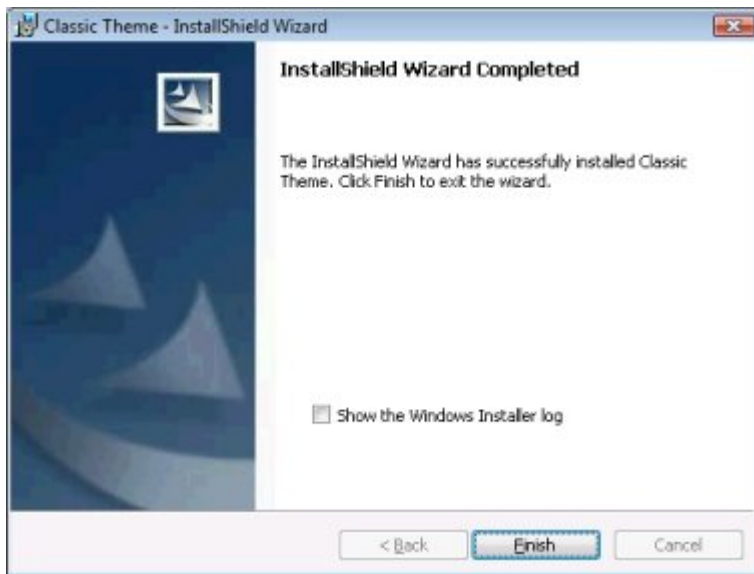 Classic Theme - InstallShield Wizard
InstallShield Wizard Completed
The InstallShield Wizard has successfully installed Classic
Theme. Click Finish to exit the wizard.
Show the Windows Installer log
< Back Finish Cancel